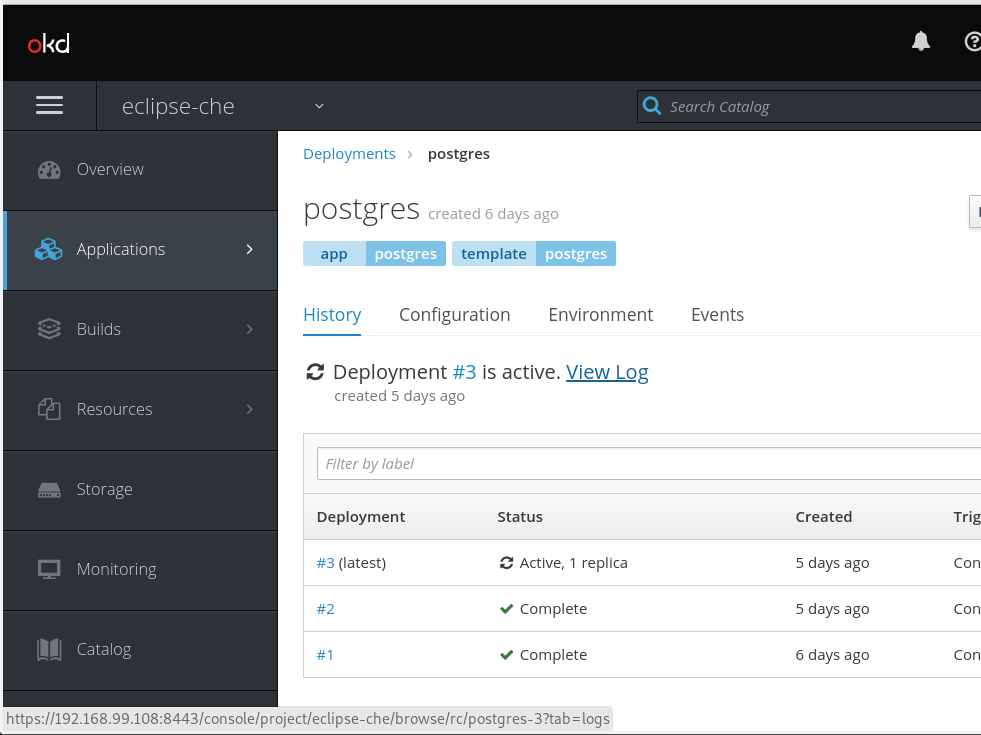 okd
eclipse-che
Search Catalog
Overview
Applications
Builds
Resources
Storage
Monitoring
Catalog
Deployments › postgres
postgres created 6 days ago
app postgres template postgres
History Configuration Environment Events
Deployment #3 is active. View Log
created 5 days ago
Filter by label
Deployment Status Created Trig
#3 (latest) Active, 1 replica 5 days ago Con
#2 Complete 5 days ago Con
#1 Complete 6 days ago Con
https://192.168.99.108:8443/console/project/eclipse-che/browse/rc/postgres-3?tab=logs